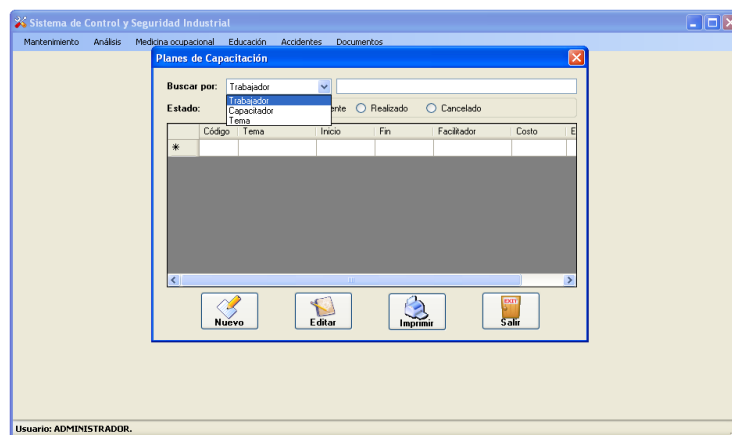 Sistema de Control y Seguridad Industrial
Mantenimiento Análisis Medicina ocupacional Educación Accidentes Documentos
Planes de Capacitación
Buscar por: Trabajador
Trabajador
Capacitador
Tema
Estado: ente Realizado Cancelado
Código Tema Inicio Fin Facilitador Costo E
Nuevo Editar Imprimir EXIT Salir
Usuario: ADMINISTRADOR.